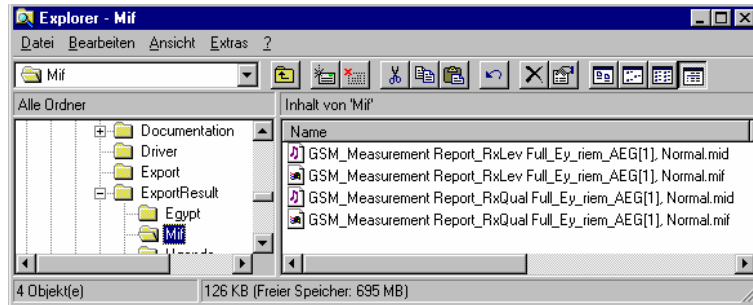 Explorer - Mif
Datei Bearbeiten Ansicht Extras ?
Mif
Alle Ordner
Inhalt von 'Mif'
Documentation
Driver
Export
ExportResult
Egypt
Mif
Name
GSM_Measurement Report_RxLev Full_Ey_riem_AEG[1], Normal.mid
GSM_Measurement Report_RxLev Full_Ey_riem_AEG[1], Normal.mif
GSM_Measurement Report_RxQual Full_Ey_riem_AEG[1], Normal.mid
GSM_Measurement Report_RxQual Full_Ey_riem_AEG[1], Normal.mif
4 Objekt(e)
126 KB (Freier Speicher: 695 MB)